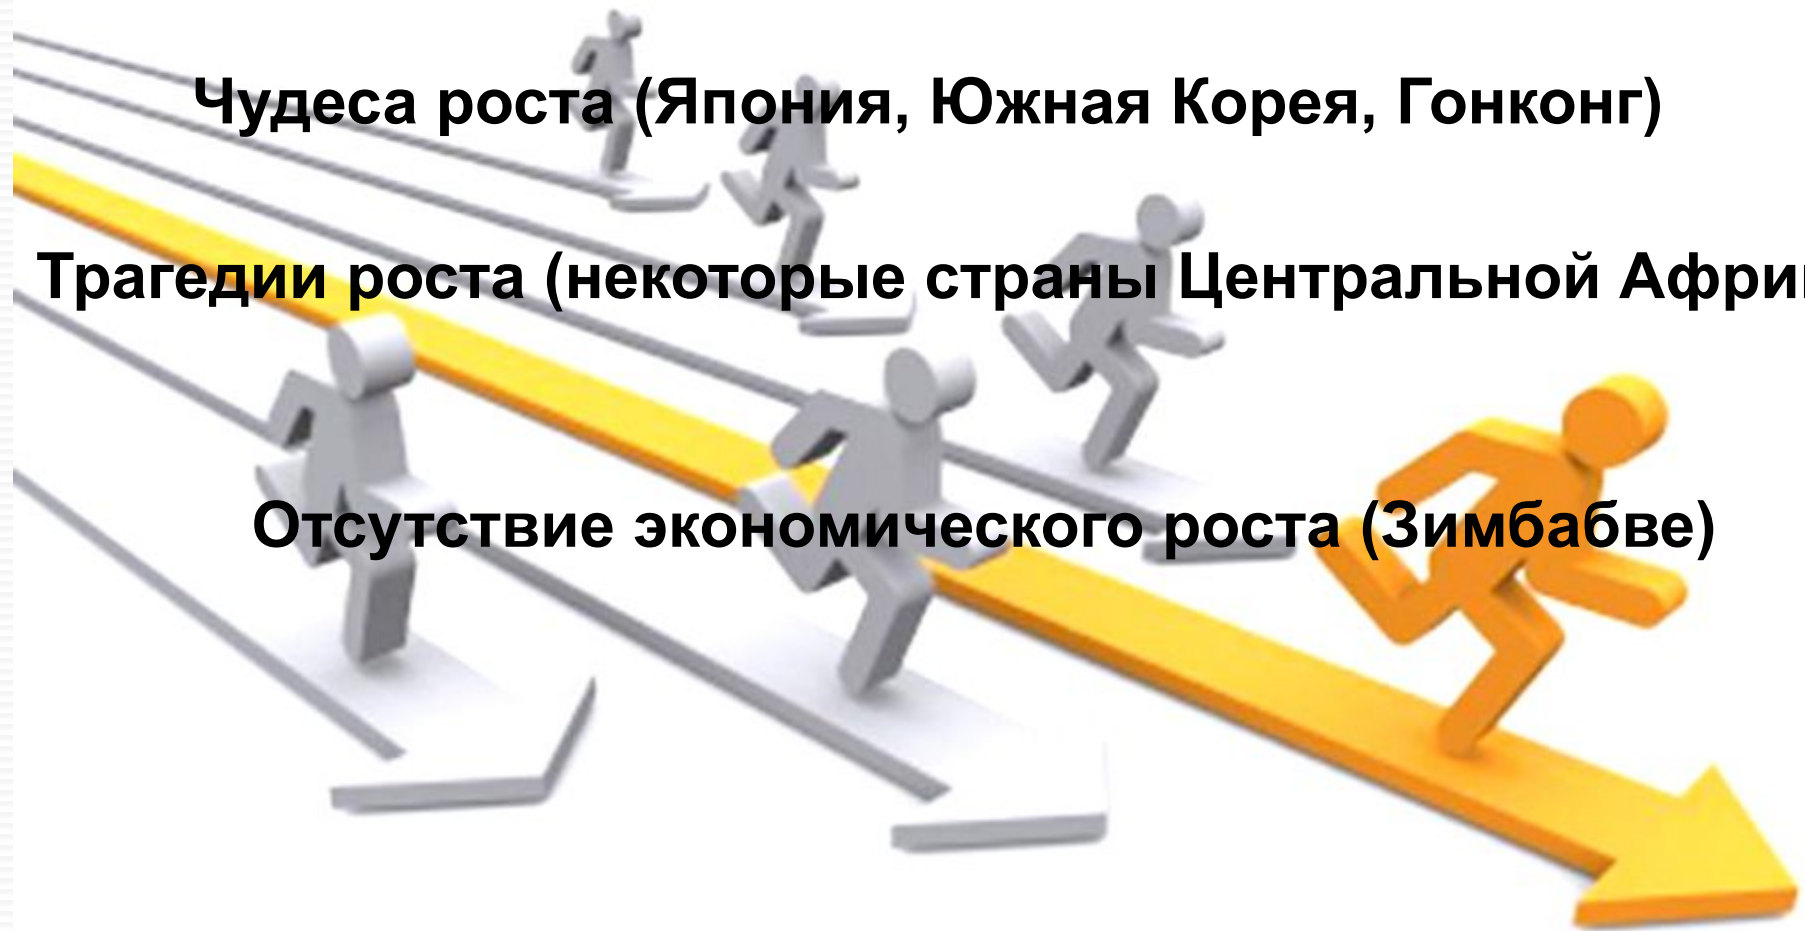 Чудеса роста (Япония, Южная Корея, Гонконг)
Трагедии роста (некоторые страны Центральной Афри
Отсутствие экономического роста (Зимбабве)